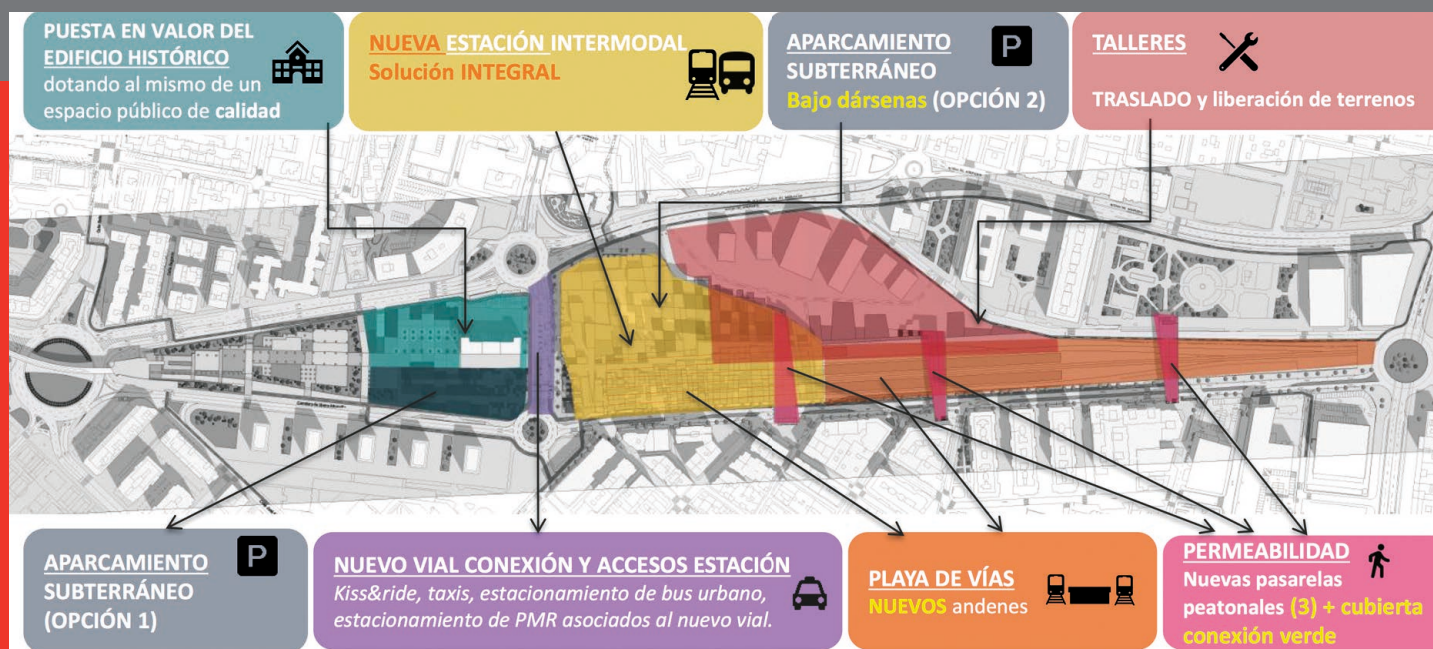 PUESTA EN VALOR DEL
EDIFICIO HISTÓRICO
dotando al mismo de un
espacio público de calidad
NUEVA ESTACIÓN INTERMODAL
Solución INTEGRAL
APARCAMIENTO
SUBTERRÁNEO
Bajo dársenas (OPCIÓN 2)
P
TALLERES
TRASLADO y liberación de terrenos
APARCAMIENTO
SUBTERRÁNEO
(OPCIÓN 1)
P
NUEVO VIAL CONEXIÓN Y ACCESOS ESTACIÓN
Kiss&ride, taxis, estacionamiento de bus urbano,
estacionamiento de PMR asociados al nuevo vial.
PLAYA DE VÍAS
NUEVOS andenes
PERMEABILIDAD
Nuevas pasarelas
peatonales (3) + cubierta
conexión verde